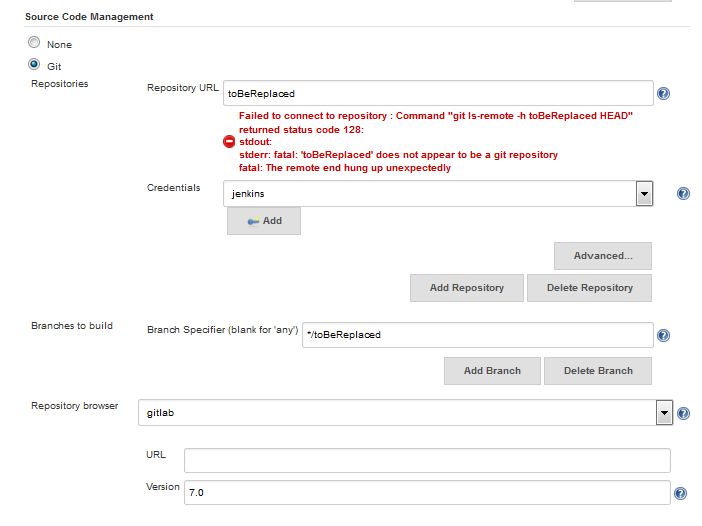 Source Code Management
None
Git
Repositories
Repository URL toBeReplaced
Failed to connect to repository : Command "git ls-remote -h toBeReplaced HEAD"
returned status code 128:
stdout:
stderr: fatal: 'toBeReplaced' does not appear to be a git repository
fatal: The remote end hung up unexpectedly
Credentials jenkins
Add
Advanced...
Add Repository Delete Repository
Branches to build Branch Specifier (blank for 'any') */toBeReplaced
Add Branch Delete Branch
Repository browser gitlab
URL
Version 7.0